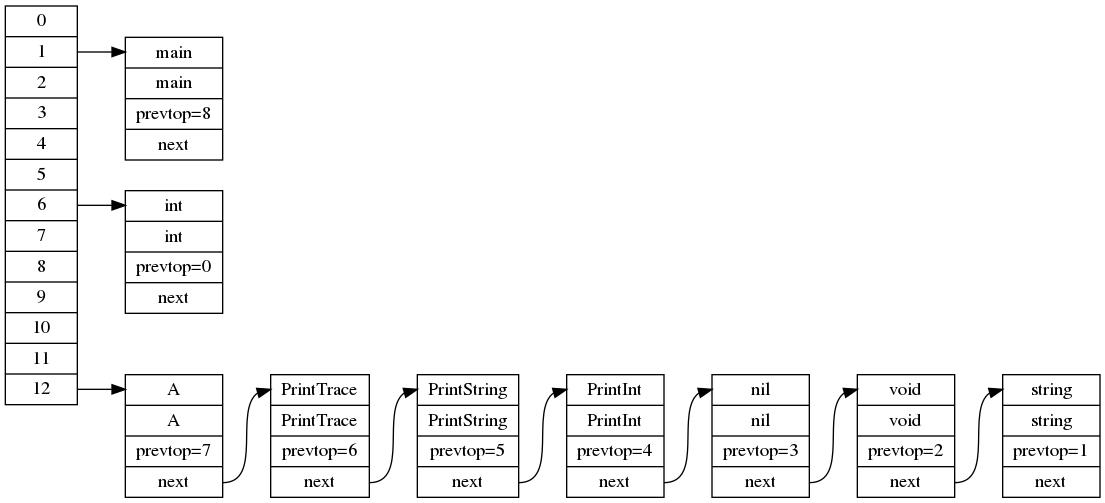 0
1
2
3
4
5
6
7
8
9
10
11
12
main
main
prevtop=8
next
int
int
prevtop=0
next
A
A
prevtop=7
next
PrintTrace
PrintTrace
prevtop=6
next
PrintString
PrintString
prevtop=5
next
PrintInt
PrintInt
prevtop=4
next
nil
nil
prevtop=3
next
void
void
prevtop=2
next
string
string
prevtop=1
next